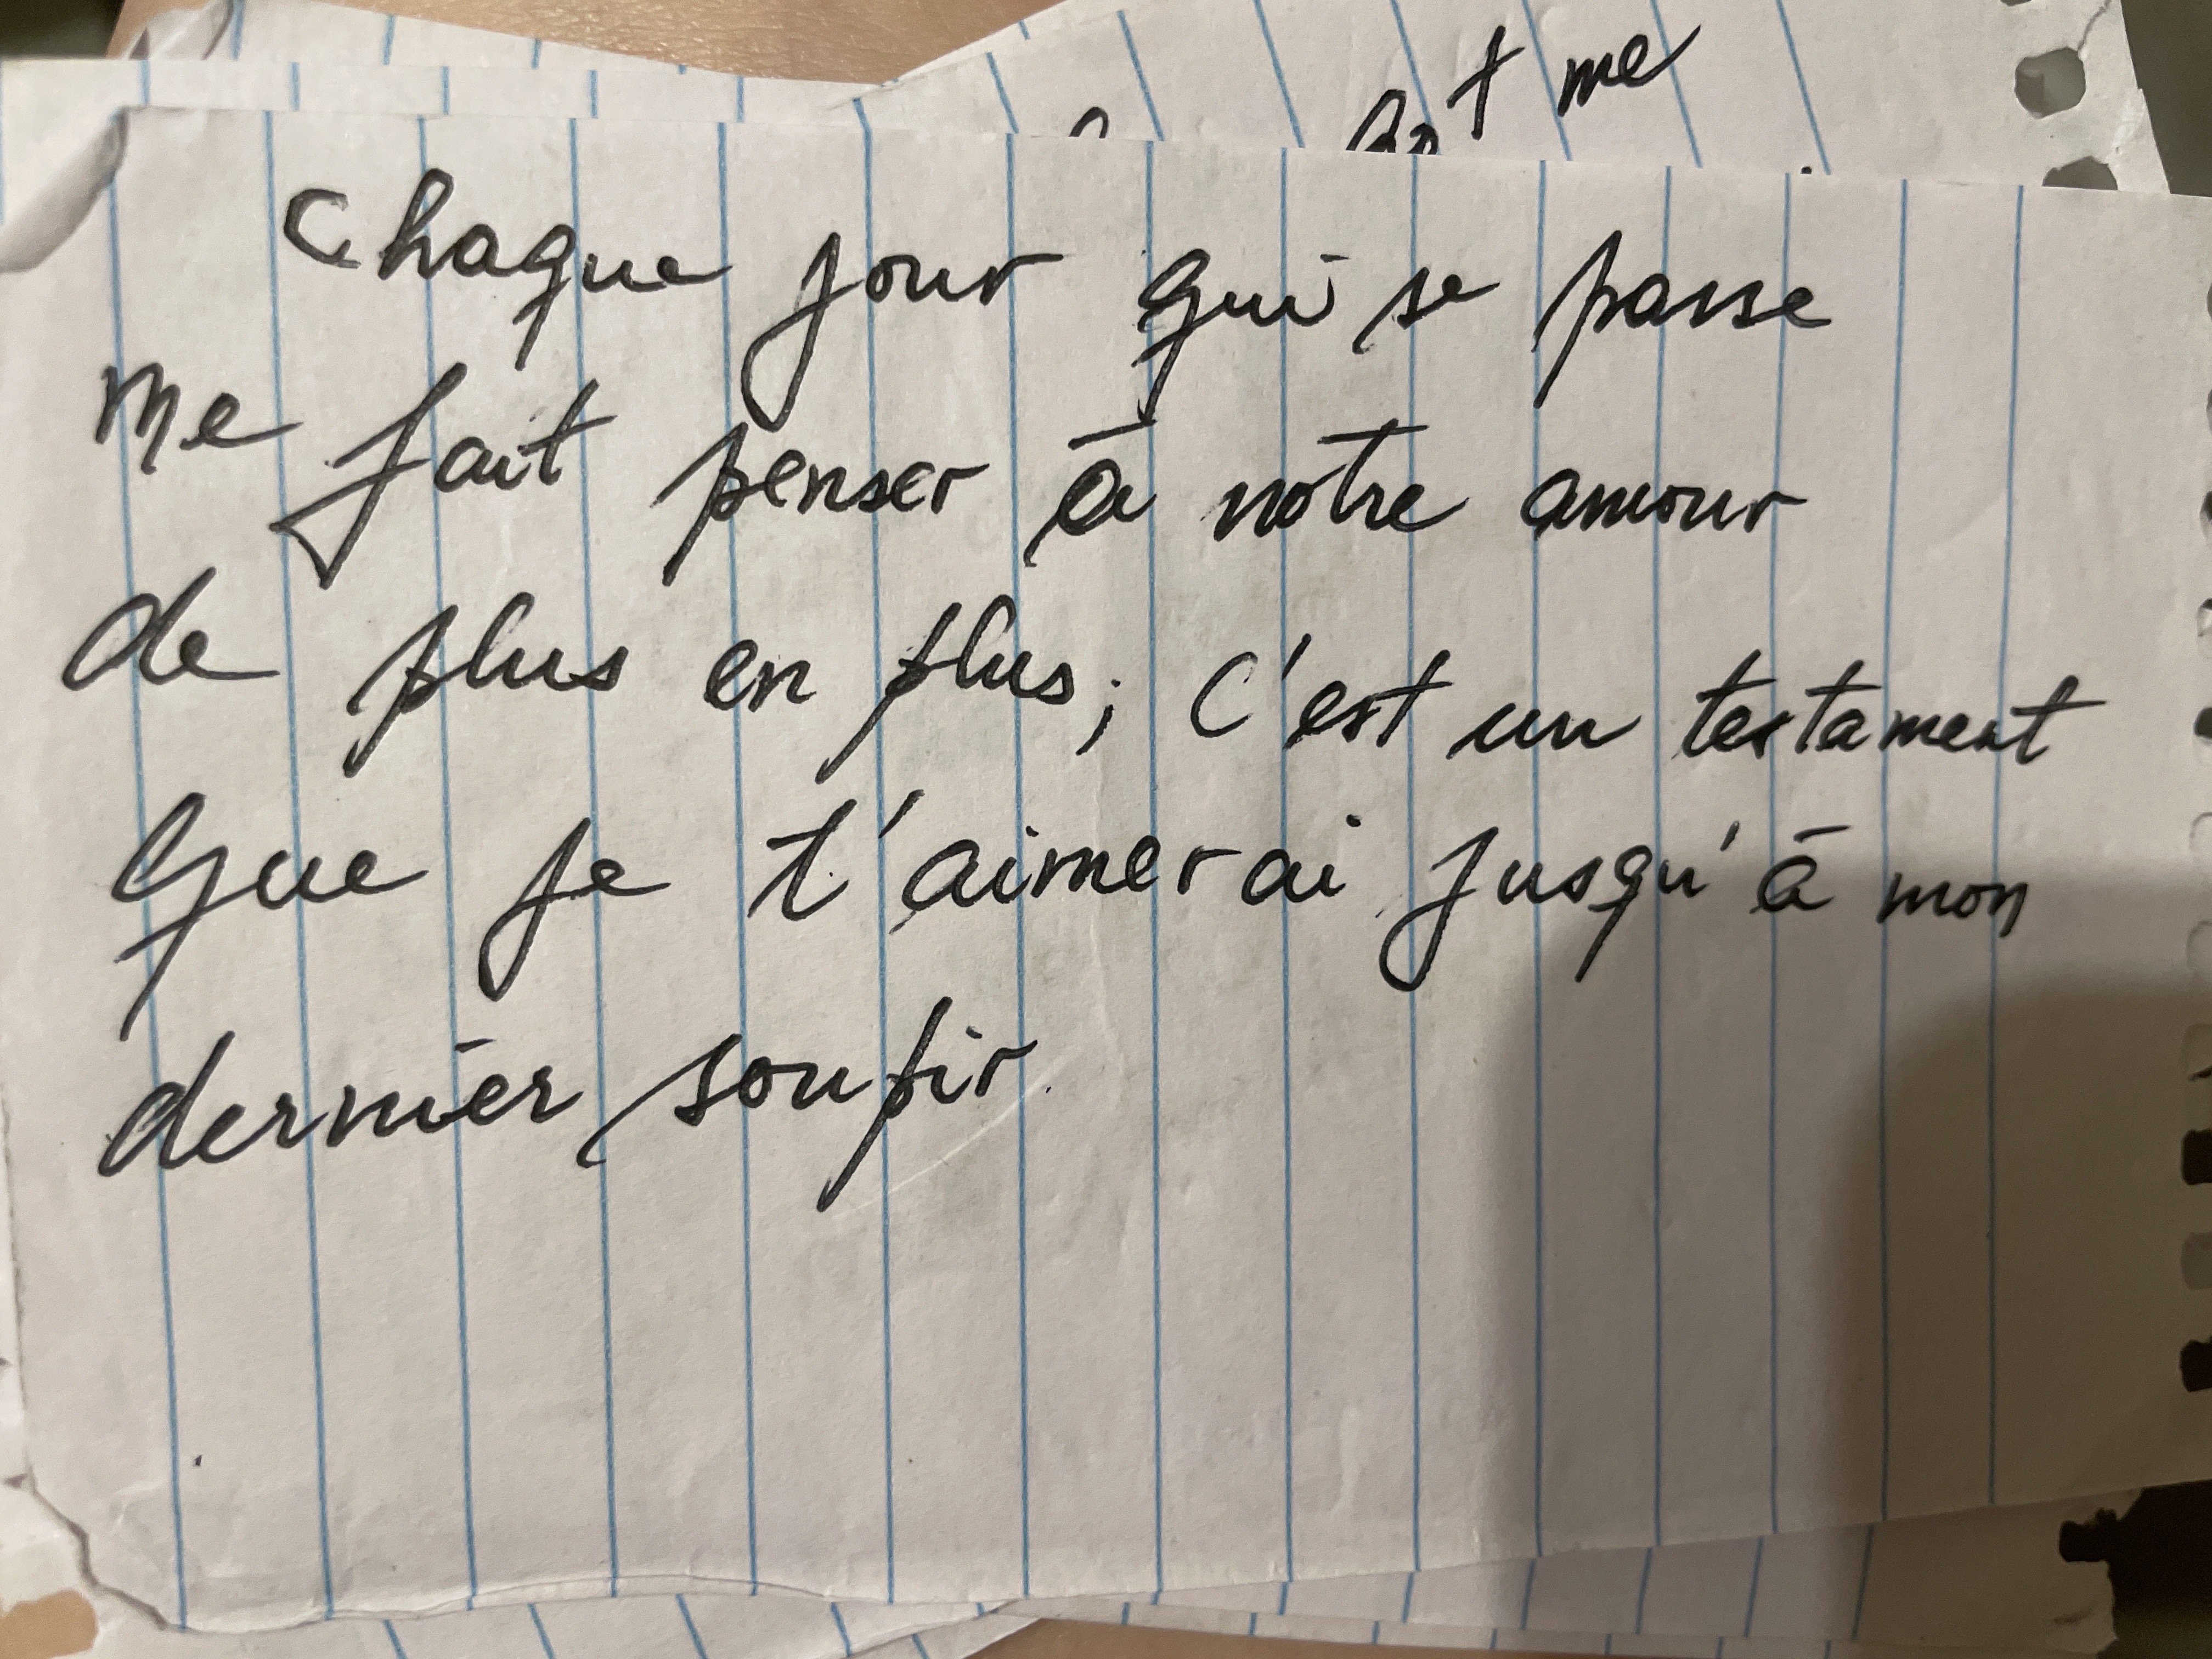 Chaque jour qui se passe
me fait penser à notre amour
de plus en plus; C'est un testament
que je t'aimerai jusqu'à mon
dernier soupir.
me